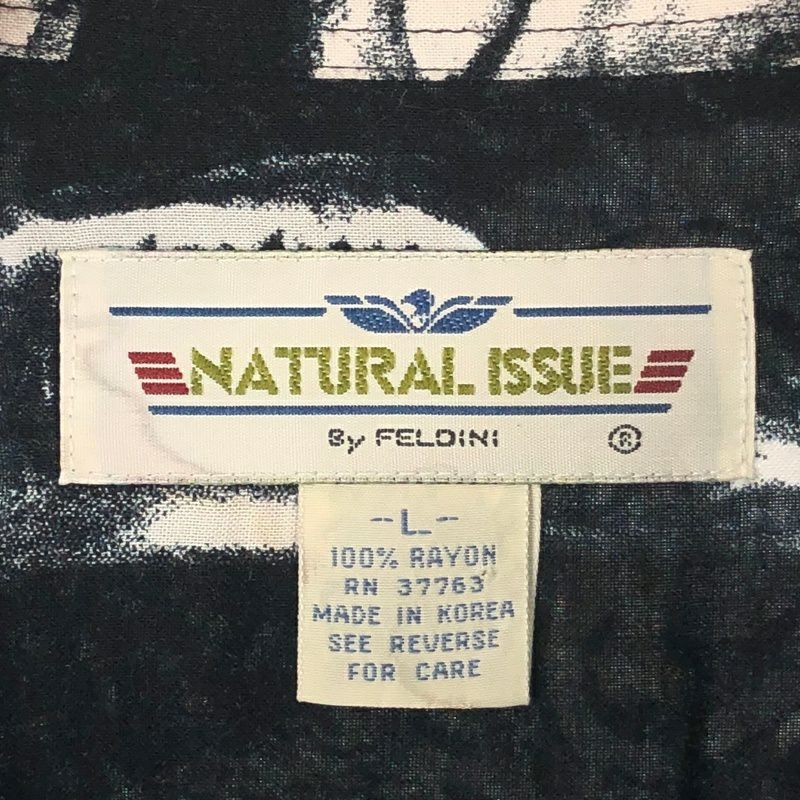 NATURAL ISSUE
By FELDINI ®
-L-
100% RAYON
RN 37763
MADE IN KOREA
SEE REVERSE
FOR CARE